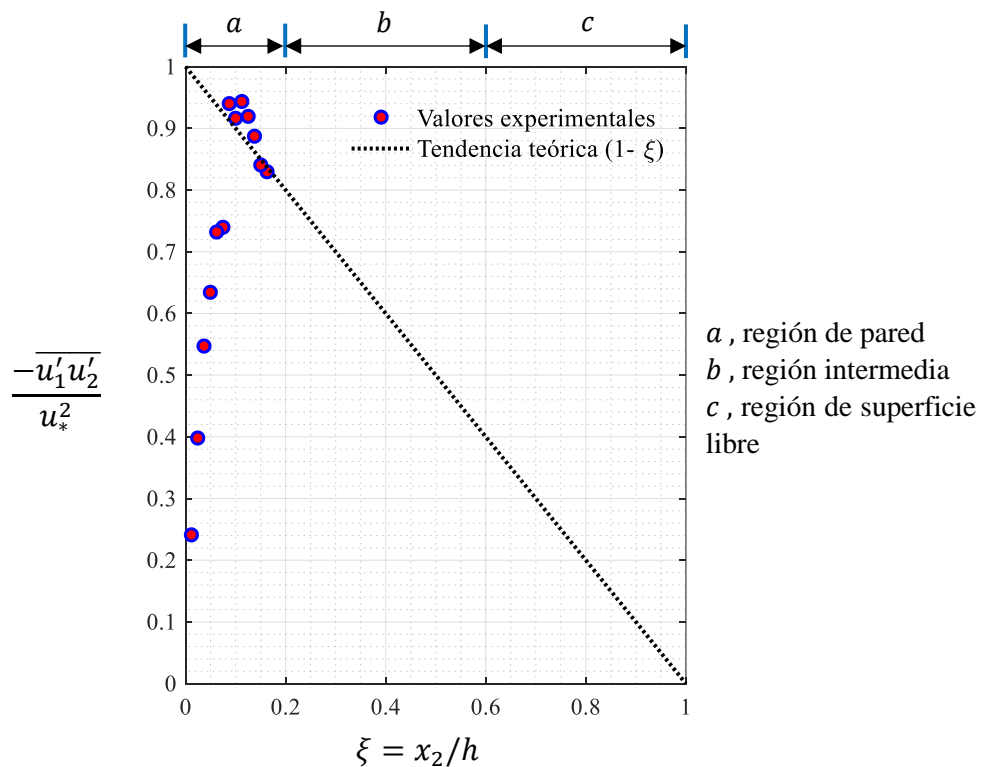 a b c
1
0.9
0.8
0.7
0.6
0.5
0.4
0.3
0.2
0.1
0
Valores experimentales
Tendencia teórica (1- ξ)
−u′₁u′₂
u²*
a , región de pared
b , región intermedia
c , región de superficie
libre
0 0.2 0.4 0.6 0.8 1
ξ = x₂/h